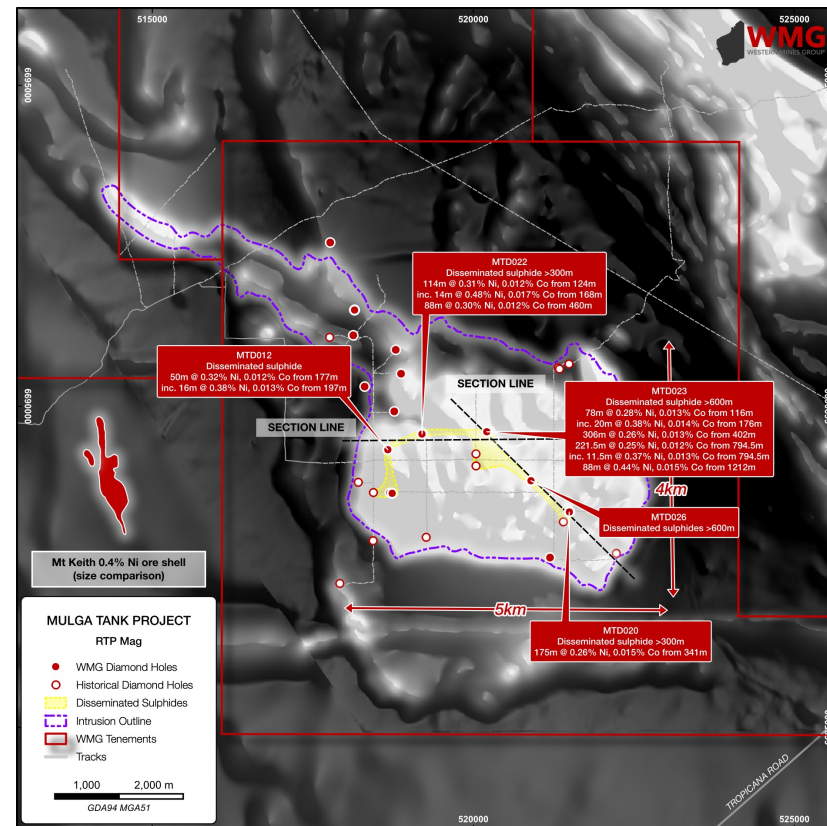 515000
520000
525000
WMG
WESTERN MINES GROUP
6695000
MTD022
Disseminated sulphide >300m
114m @ 0.31% Ni, 0.012% Co from 124m
inc. 14m @ 0.48% Ni, 0.017% Co from 168m
88m @ 0.30% Ni, 0.012% Co from 460m
MTD012
Disseminated sulphide
50m @ 0.32% Ni, 0.012% Co from 177m
inc. 16m @ 0.38% Ni, 0.013% Co from 197m
SECTION LINE
MTD023
Disseminated sulphide >600m
78m @ 0.28% Ni, 0.013% Co from 116m
inc. 20m @ 0.38% Ni, 0.014% Co from 176m
306m @ 0.26% Ni, 0.013% Co from 402m
221.5m @ 0.25% Ni, 0.012% Co from 794.5m
inc. 11.5m @ 0.37% Ni, 0.013% Co from 794.5m
88m @ 0.44% Ni, 0.015% Co from 1212m
6690000
SECTION LINE
4km
MTD026
Disseminated sulphides >600m
Mt Keith 0.4% Ni ore shell
(size comparison)
5km
MTD020
Disseminated sulphide >300m
175m @ 0.26% Ni, 0.015% Co from 341m
MULGA TANK PROJECT
RTP Mag
WMG Diamond Holes
Historical Diamond Holes
Disseminated Sulphides
Intrusion Outline
WMG Tenements
Tracks
1,000 2,000 m
GDA94 MGA51
TROPICANA ROAD
520000
525000